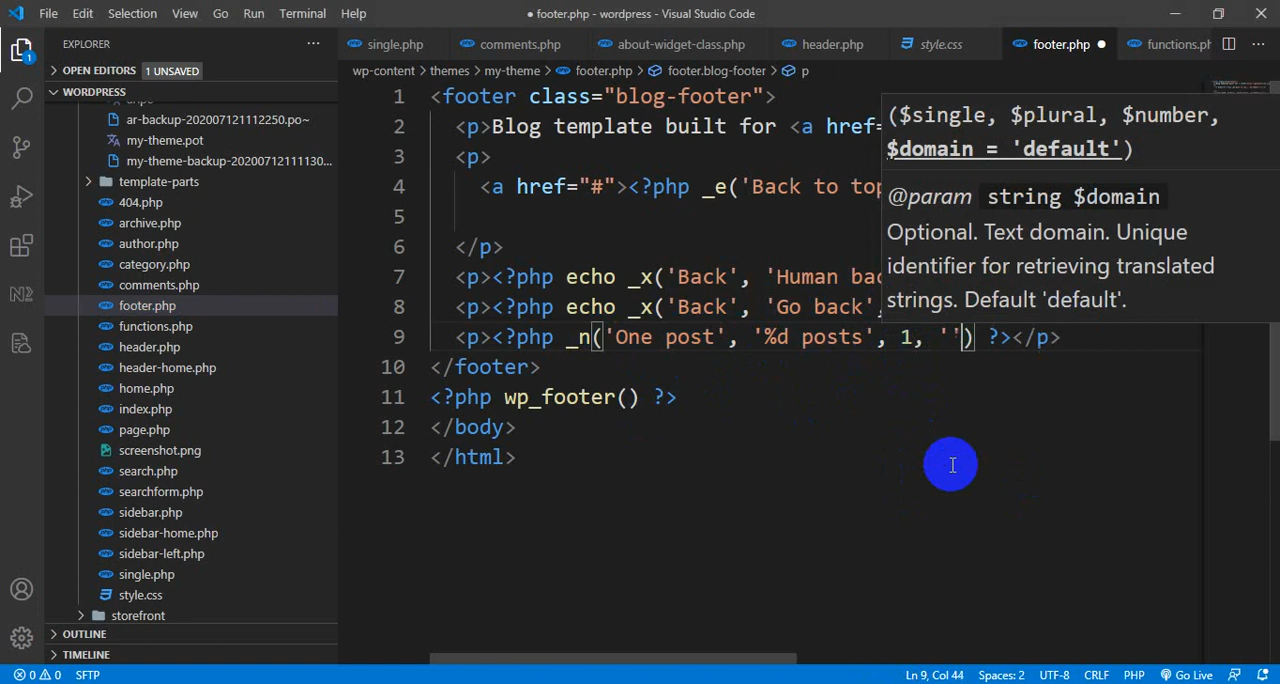 File Edit Selection View Go Run Terminal Help
● footer.php - wordpress - Visual Studio Code
EXPLORER
OPEN EDITORS 1 UNSAVED
WORDPRESS
ar-backup-202007121112250.po~
my-theme.pot
my-theme-backup-20200712111130...
template-parts
404.php
archive.php
author.php
category.php
comments.php
footer.php
functions.php
header.php
header-home.php
home.php
index.php
page.php
screenshot.png
search.php
searchform.php
sidebar.php
sidebar-home.php
sidebar-left.php
single.php
style.css
storefront
OUTLINE
TIMELINE
single.php comments.php about-widget-class.php header.php style.css footer.php ● functions.ph
wp-content > themes > my-theme > footer.php > footer.blog-footer > p
1 <footer class="blog-footer">
2 <p>Blog template built for <a href=
3 <p>
4 <a href="#"><?php _e('Back to top
5
6 </p>
7 <p><?php echo _x('Back', 'Human bac
8 <p><?php echo _x('Back', 'Go back',
9 <p><?php _n('One post', '%d posts', 1, '') ?></p>
10 </footer>
11 <?php wp_footer() ?>
12 </body>
13 </html>
($single, $plural, $number,
$domain = 'default')
@param string $domain
Optional. Text domain. Unique
identifier for retrieving translated
strings. Default 'default'.
0 0 SFTP
Ln 9, Col 44 Spaces: 2 UTF-8 CRLF PHP Go Live